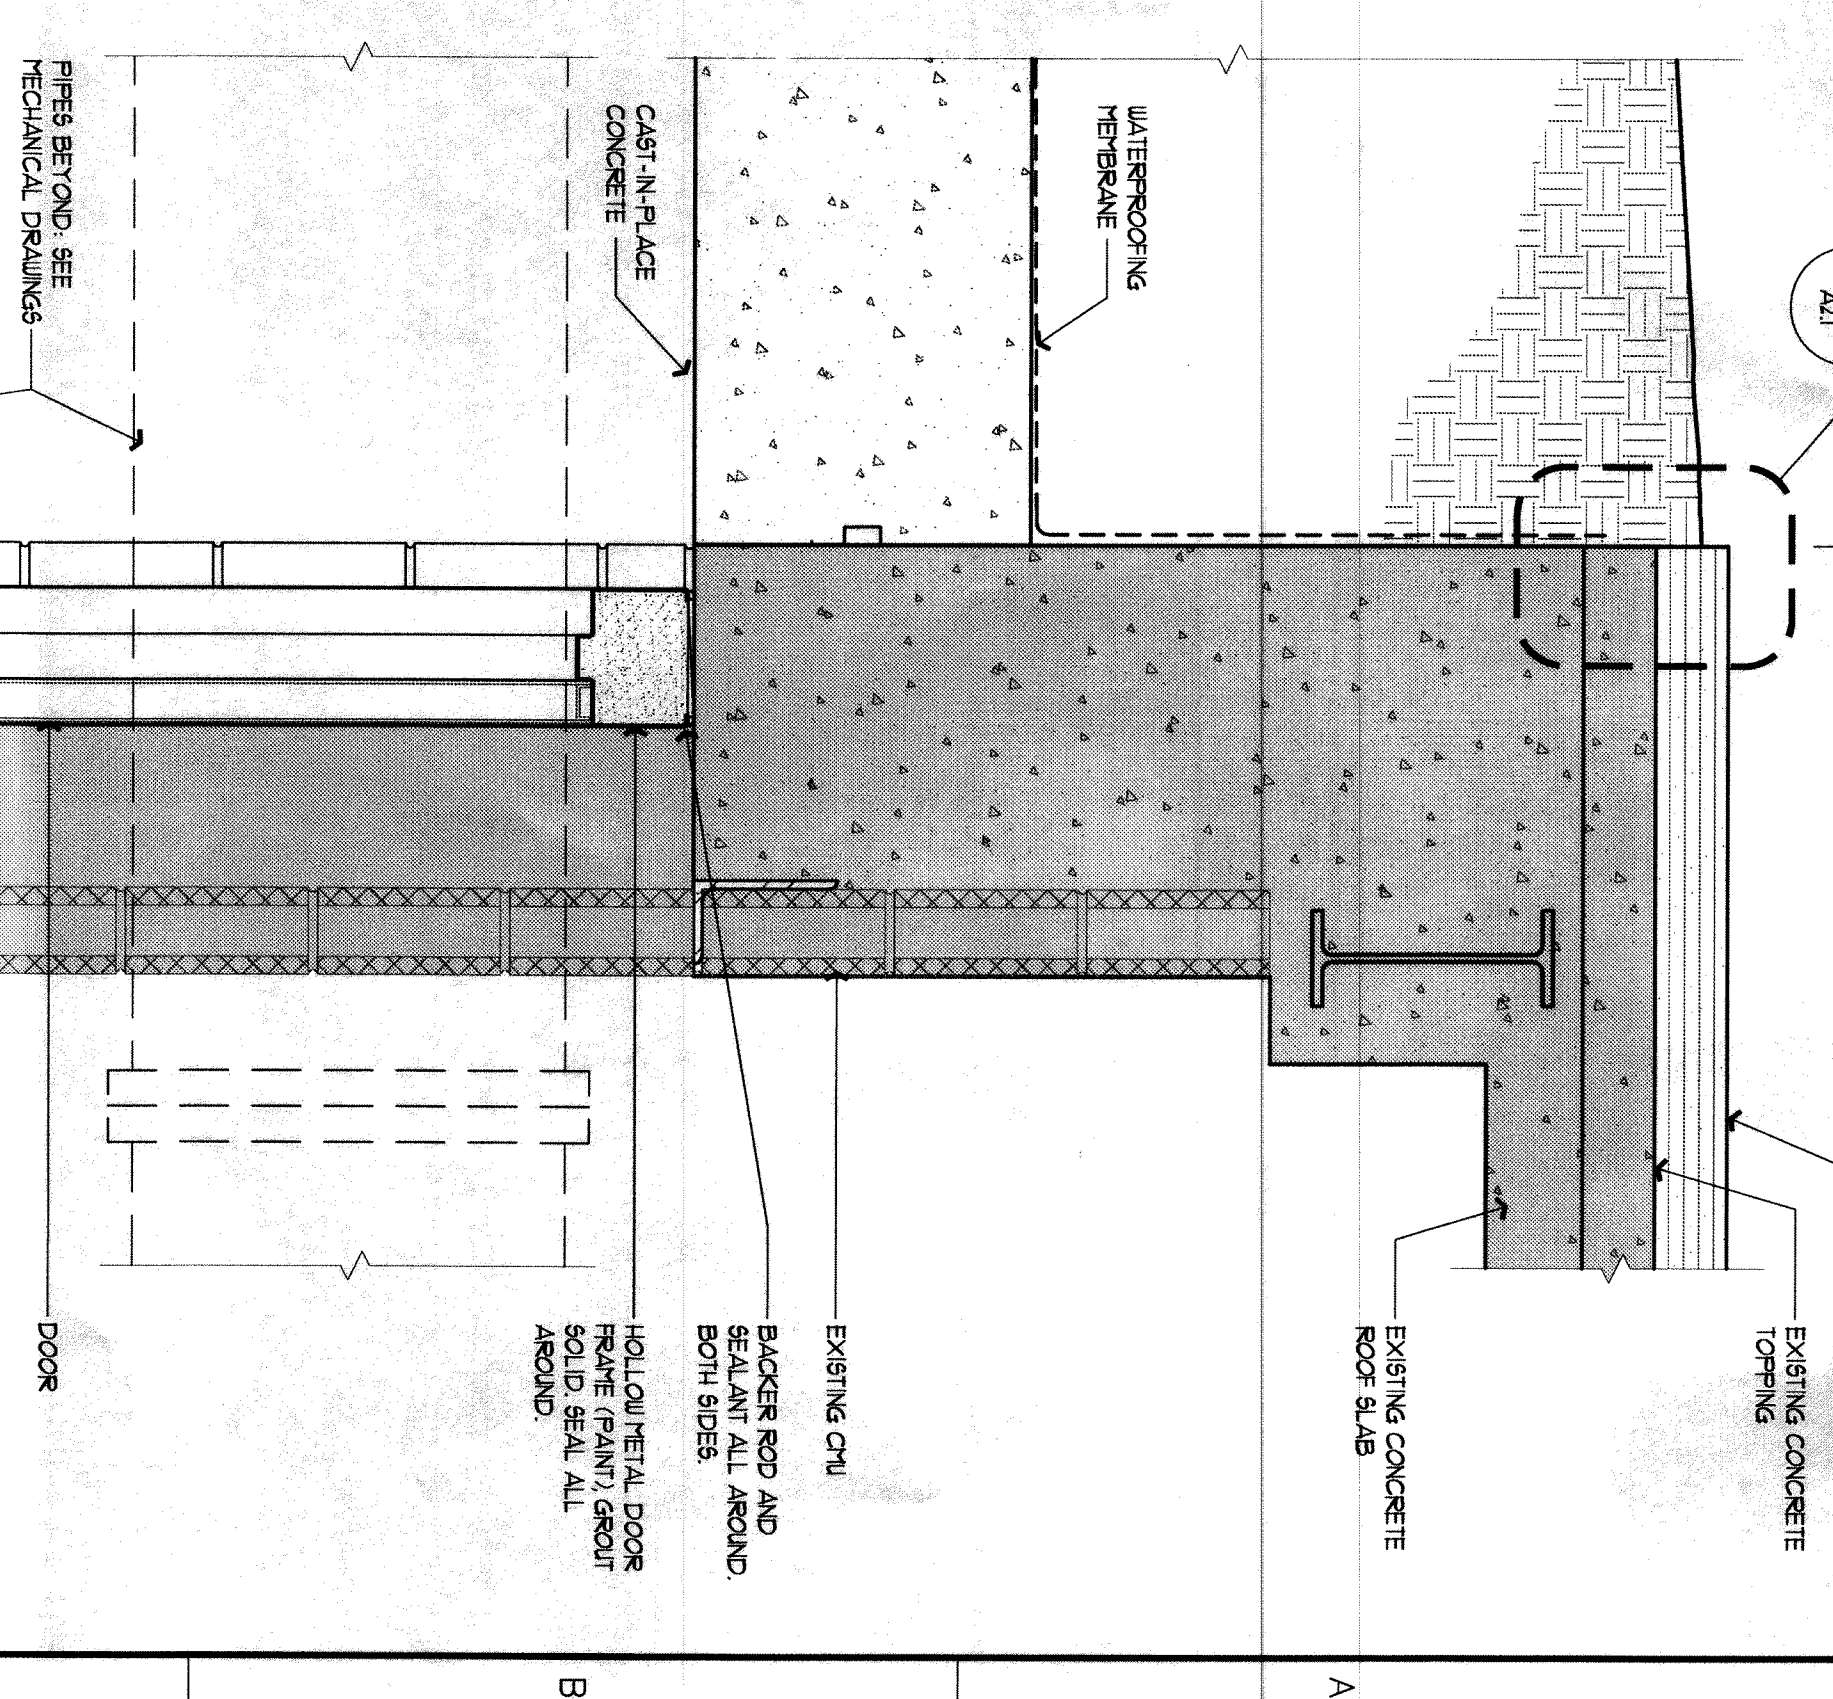 A2.1
EXISTING CONCRETE
TOPPING
EXISTING CONCRETE
ROOF SLAB
WATERPROOFING
MEMBRANE
EXISTING CMU
BACKER ROD AND
SEALANT ALL AROUND.
BOTH SIDES.
CAST-IN-PLACE
CONCRETE
HOLLOW METAL DOOR
FRAME (PAINT), GROUT
SOLID. SEAL ALL
AROUND.
PIPES BEYOND: SEE
MECHANICAL DRAWINGS
DOOR
A
B